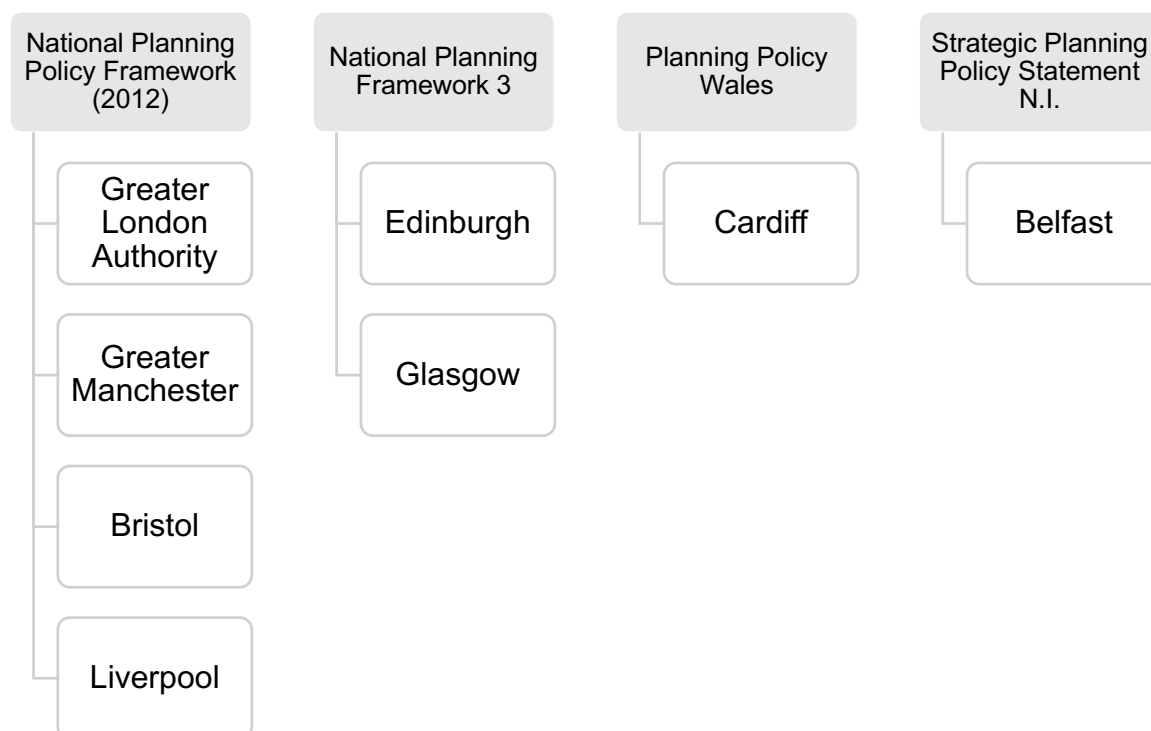 National Planning
Policy Framework
(2012)
Greater
London
Authority
Greater
Manchester
Bristol
Liverpool
National Planning
Framework 3
Edinburgh
Glasgow
Planning Policy
Wales
Cardiff
Strategic Planning
Policy Statement
N.I.
Belfast